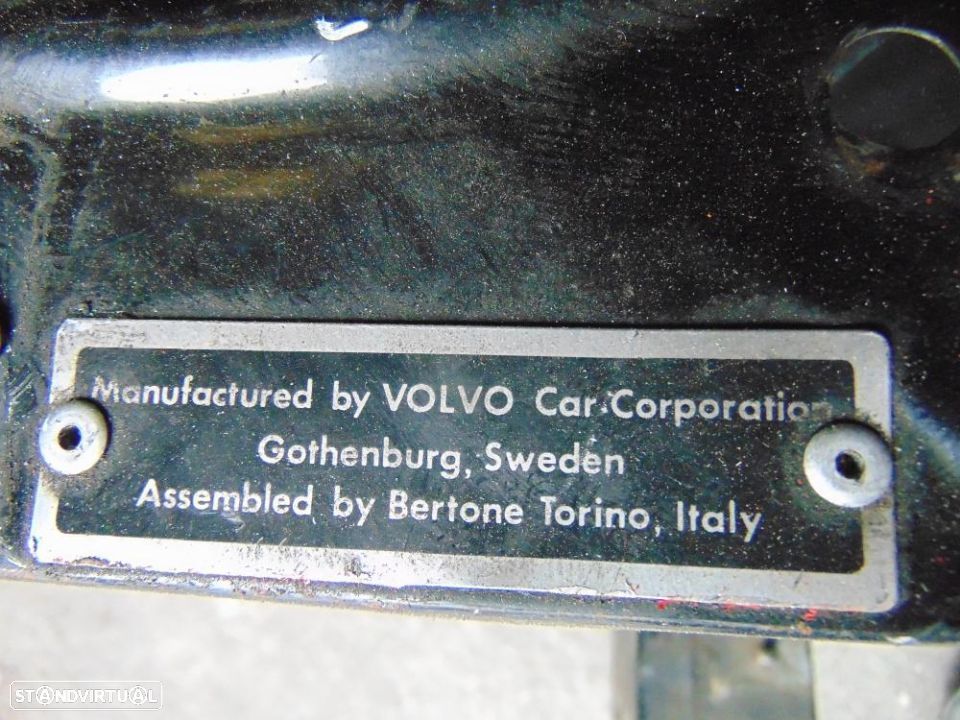 Manufactured by VOLVO Car Corporation
Gothenburg, Sweden
Assembled by Bertone Torino, Italy
STANDVIRTUAL